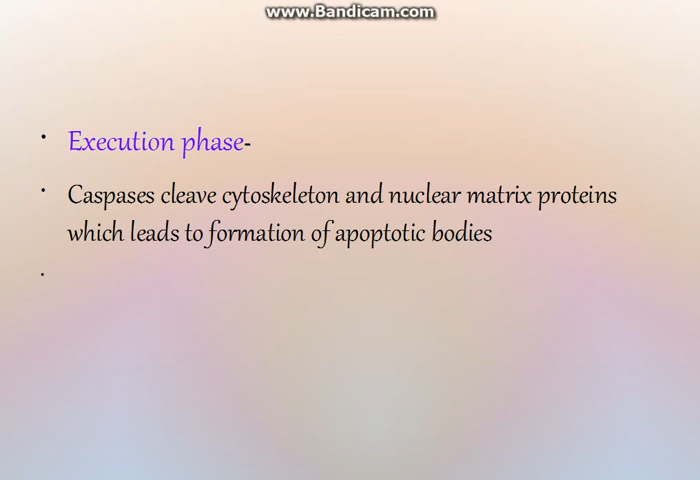 www.Bandicam.com
• Execution phase-
• Caspases cleave cytoskeleton and nuclear matrix proteins
which leads to formation of apoptotic bodies
•